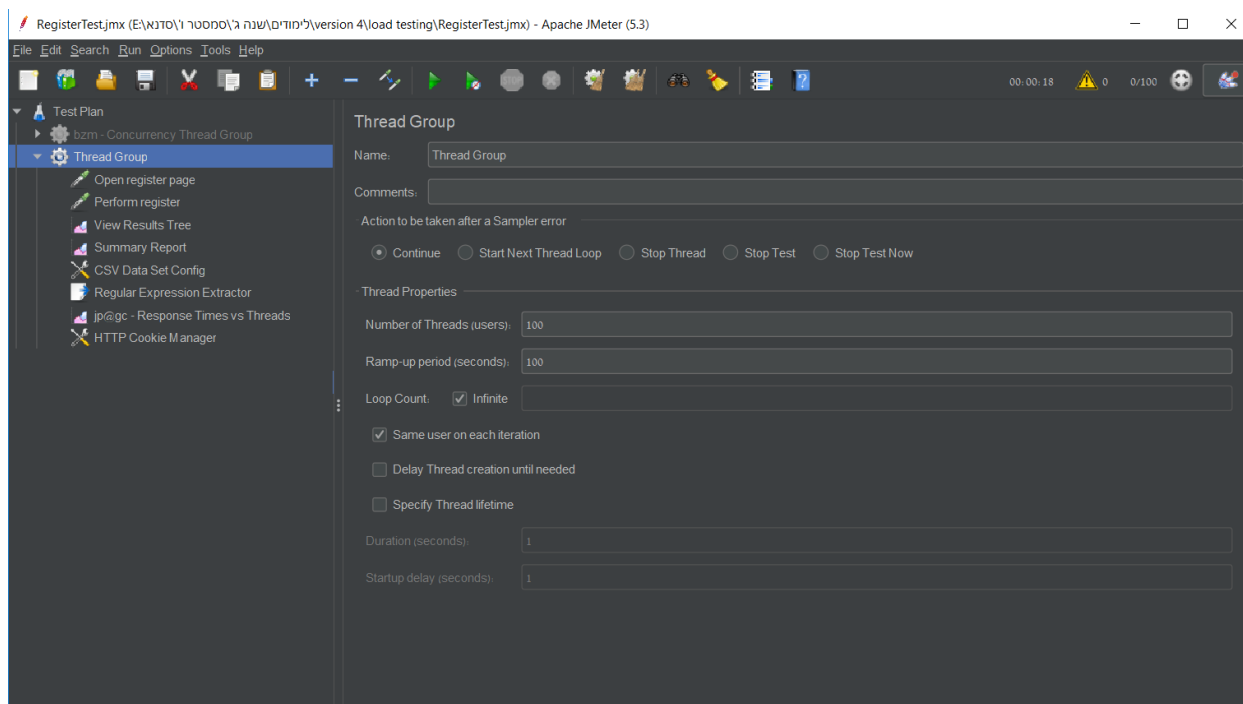 RegisterTest.jmx (E:\לימודים\שנה ג'\סמסטר ו'\סדנא\version 4\load testing\RegisterTest.jmx) - Apache JMeter (5.3)
File Edit Search Run Options Tools Help
00:00:18 0 0/100
Test Plan
bzm - Concurrency Thread Group
Thread Group
Open register page
Perform register
View Results Tree
Summary Report
CSV Data Set Config
Regular Expression Extractor
jp@gc - Response Times vs Threads
HTTP Cookie Manager
Thread Group
Name: Thread Group
Comments:
Action to be taken after a Sampler error
Continue Start Next Thread Loop Stop Thread Stop Test Stop Test Now
Thread Properties
Number of Threads (users): 100
Ramp-up period (seconds): 100
Loop Count: Infinite
Same user on each iteration
Delay Thread creation until needed
Specify Thread lifetime
Duration (seconds): 1
Startup delay (seconds): 1